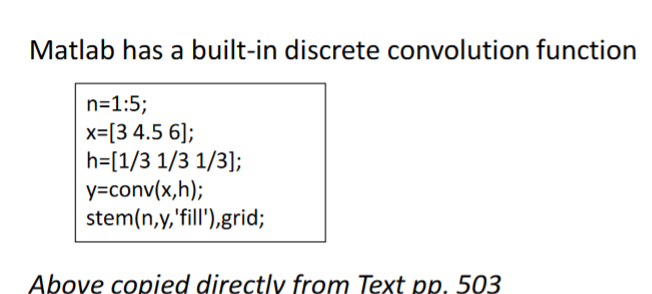 Matlab has a built-in discrete convolution function
n=1:5;
x=[3 4.5 6];
h=[1/3 1/3 1/3];
y=conv(x,h);
stem(n,y,'fill'),grid;
Above copied directly from Text pp. 503